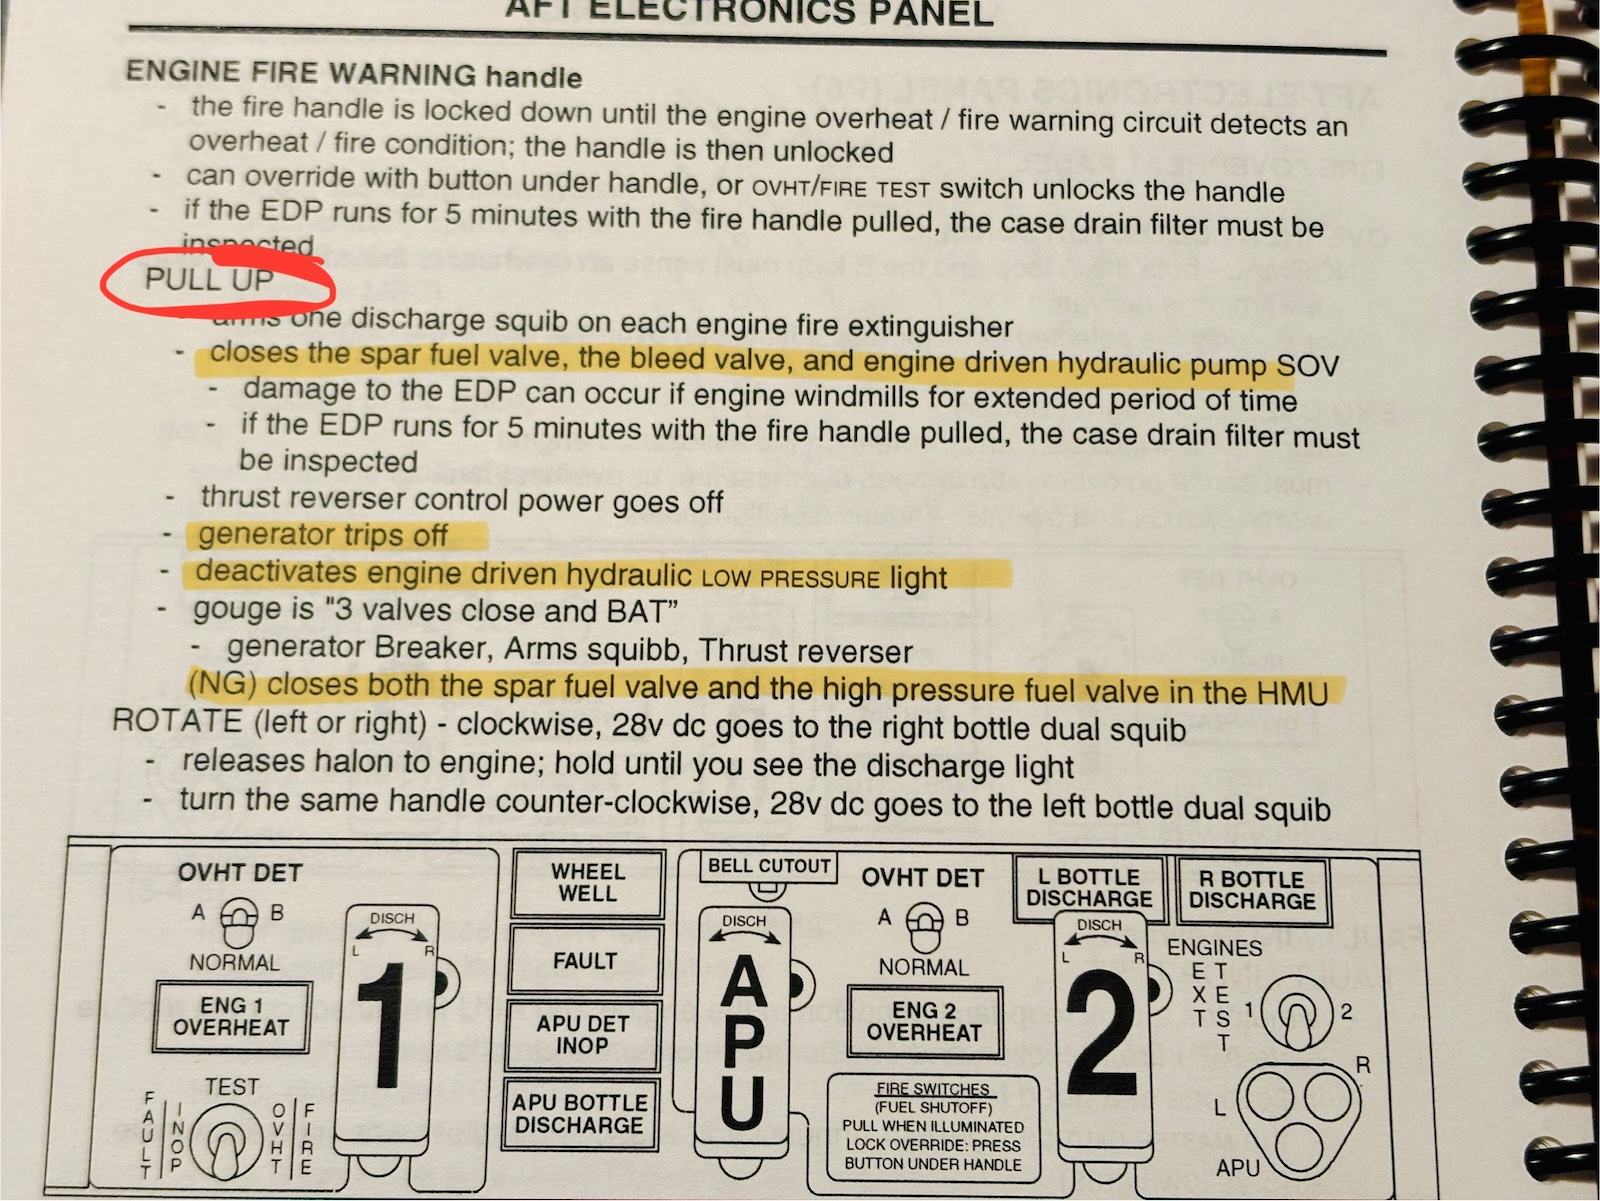 AFT ELECTRONICS PANEL
ENGINE FIRE WARNING handle
- the fire handle is locked down until the engine overheat / fire warning circuit detects an
overheat / fire condition; the handle is then unlocked
- can override with button under handle, or OVHT/FIRE TEST switch unlocks the handle
- if the EDP runs for 5 minutes with the fire handle pulled, the case drain filter must be
inspected
PULL UP
- arms one discharge squib on each engine fire extinguisher
- closes the spar fuel valve, the bleed valve, and engine driven hydraulic pump SOV
- damage to the EDP can occur if engine windmills for extended period of time
- if the EDP runs for 5 minutes with the fire handle pulled, the case drain filter must
be inspected
- thrust reverser control power goes off
- generator trips off
- deactivates engine driven hydraulic LOW PRESSURE light
- gouge is "3 valves close and BAT”
- generator Breaker, Arms squibb, Thrust reverser
(NG) closes both the spar fuel valve and the high pressure fuel valve in the HMU
ROTATE (left or right) - clockwise, 28v dc goes to the right bottle dual squib
- releases halon to engine; hold until you see the discharge light
- turn the same handle counter-clockwise, 28v dc goes to the left bottle dual squib
OVHT DET
A B
NORMAL
ENG 1
OVERHEAT
TEST
FAULT
INOP
OVHT
FIRE
DISCH
L R
1
WHEEL
WELL
FAULT
APU DET
INOP
APU BOTTLE
DISCHARGE
BELL CUTOUT
DISCH
APU
OVHT DET
A B
NORMAL
ENG 2
OVERHEAT
FIRE SWITCHES
(FUEL SHUTOFF)
PULL WHEN ILLUMINATED
LOCK OVERRIDE: PRESS
BUTTON UNDER HANDLE
L BOTTLE
DISCHARGE
R BOTTLE
DISCHARGE
DISCH
L R
2
ENGINES
EXT
TEST
1 2
R
L
APU